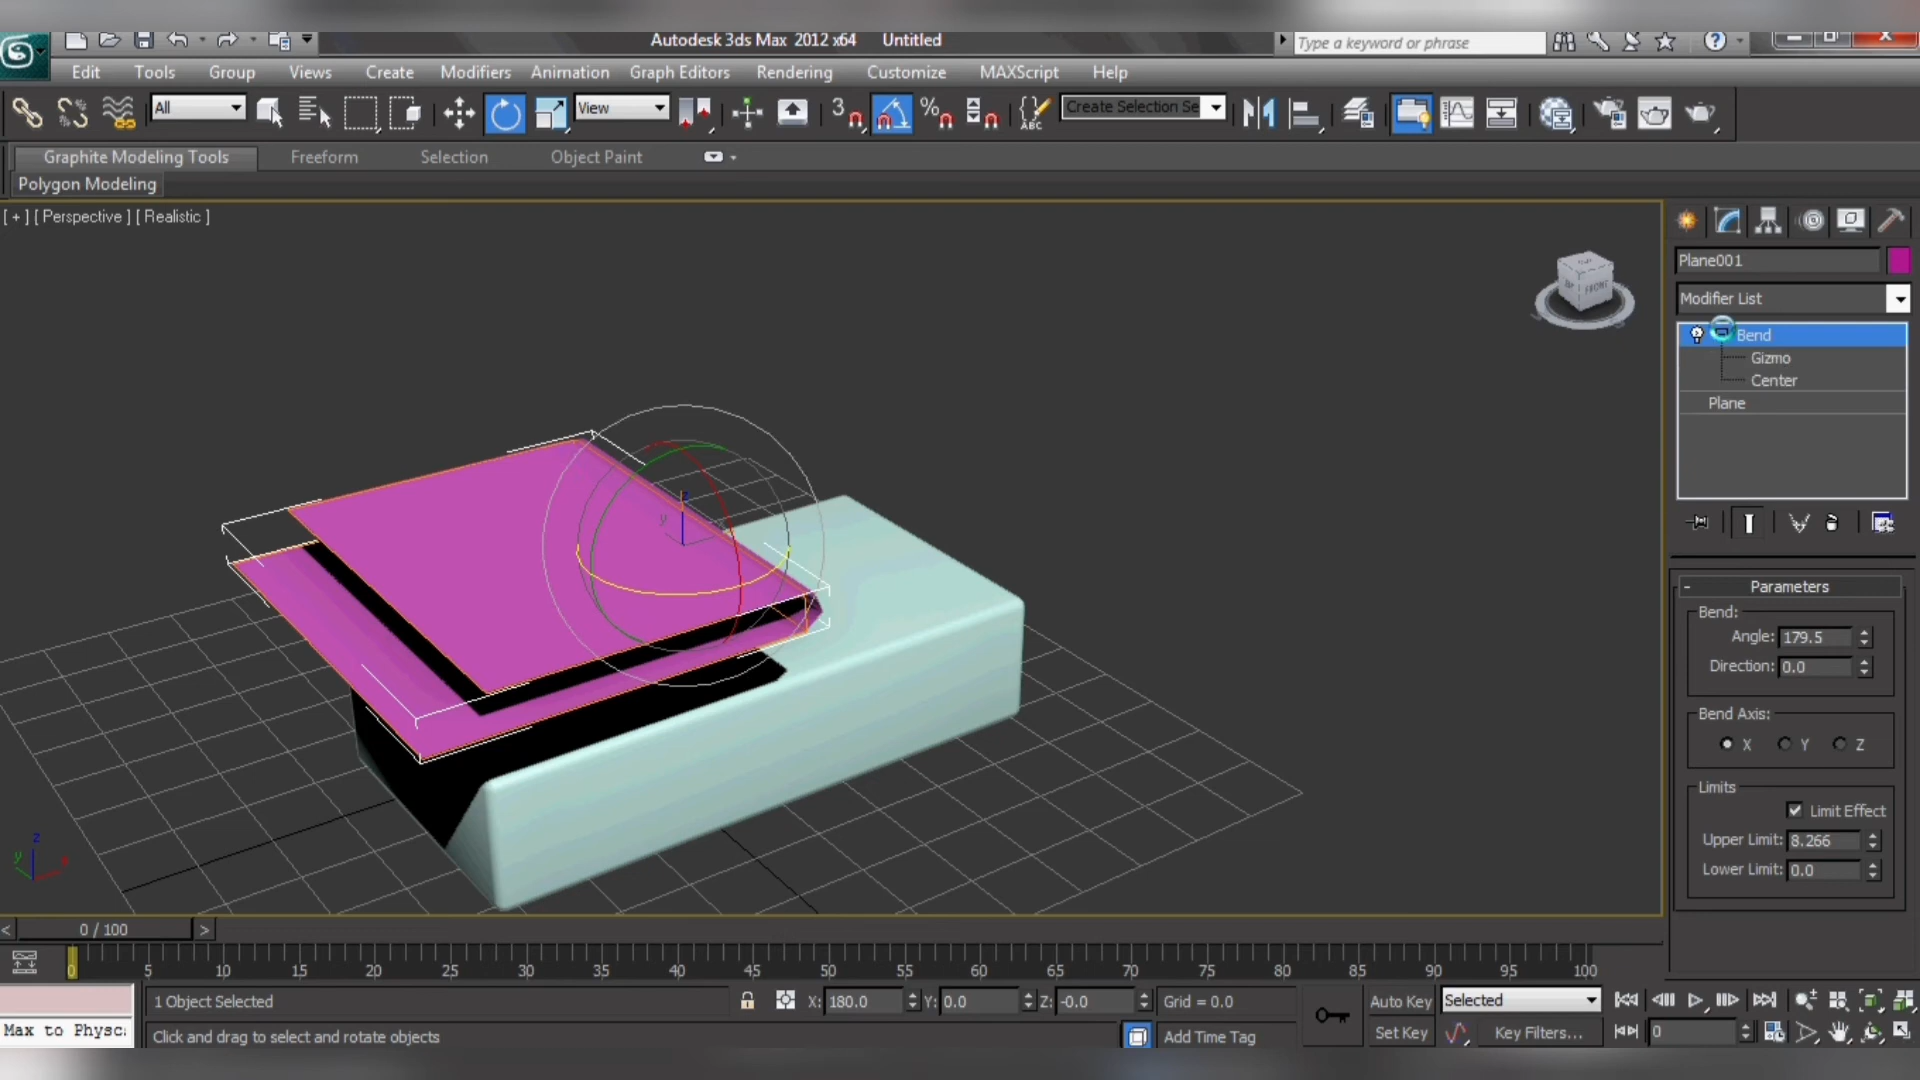 Autodesk 3ds Max 2012 x64 Untitled
Type a keyword or phrase
Edit Tools Group Views Create Modifiers Animation Graph Editors Rendering Customize MAXScript Help
All View 3 % ABC Create Selection Se
Graphite Modeling Tools Freeform Selection Object Paint
Polygon Modeling
[ + ] [ Perspective ] [ Realistic ]
FRONT
Plane001
Modifier List
Bend
Gizmo
Center
Plane
z
y
- Parameters
Bend:
Angle: 179.5
Direction: 0.0
Bend Axis:
X Y Z
Limits
Limit Effect
Upper Limit: 8.266
Lower Limit: 0.0
z
y x
< 0 / 100 >
0 5 10 15 20 25 30 35 40 45 50 55 60 65 70 75 80 85 90 95 100
1 Object Selected X: 180.0 Y: 0.0 Z: -0.0 Grid = 0.0 Auto Key Selected
Max to Physc: Click and drag to select and rotate objects Add Time Tag Set Key Key Filters... 0